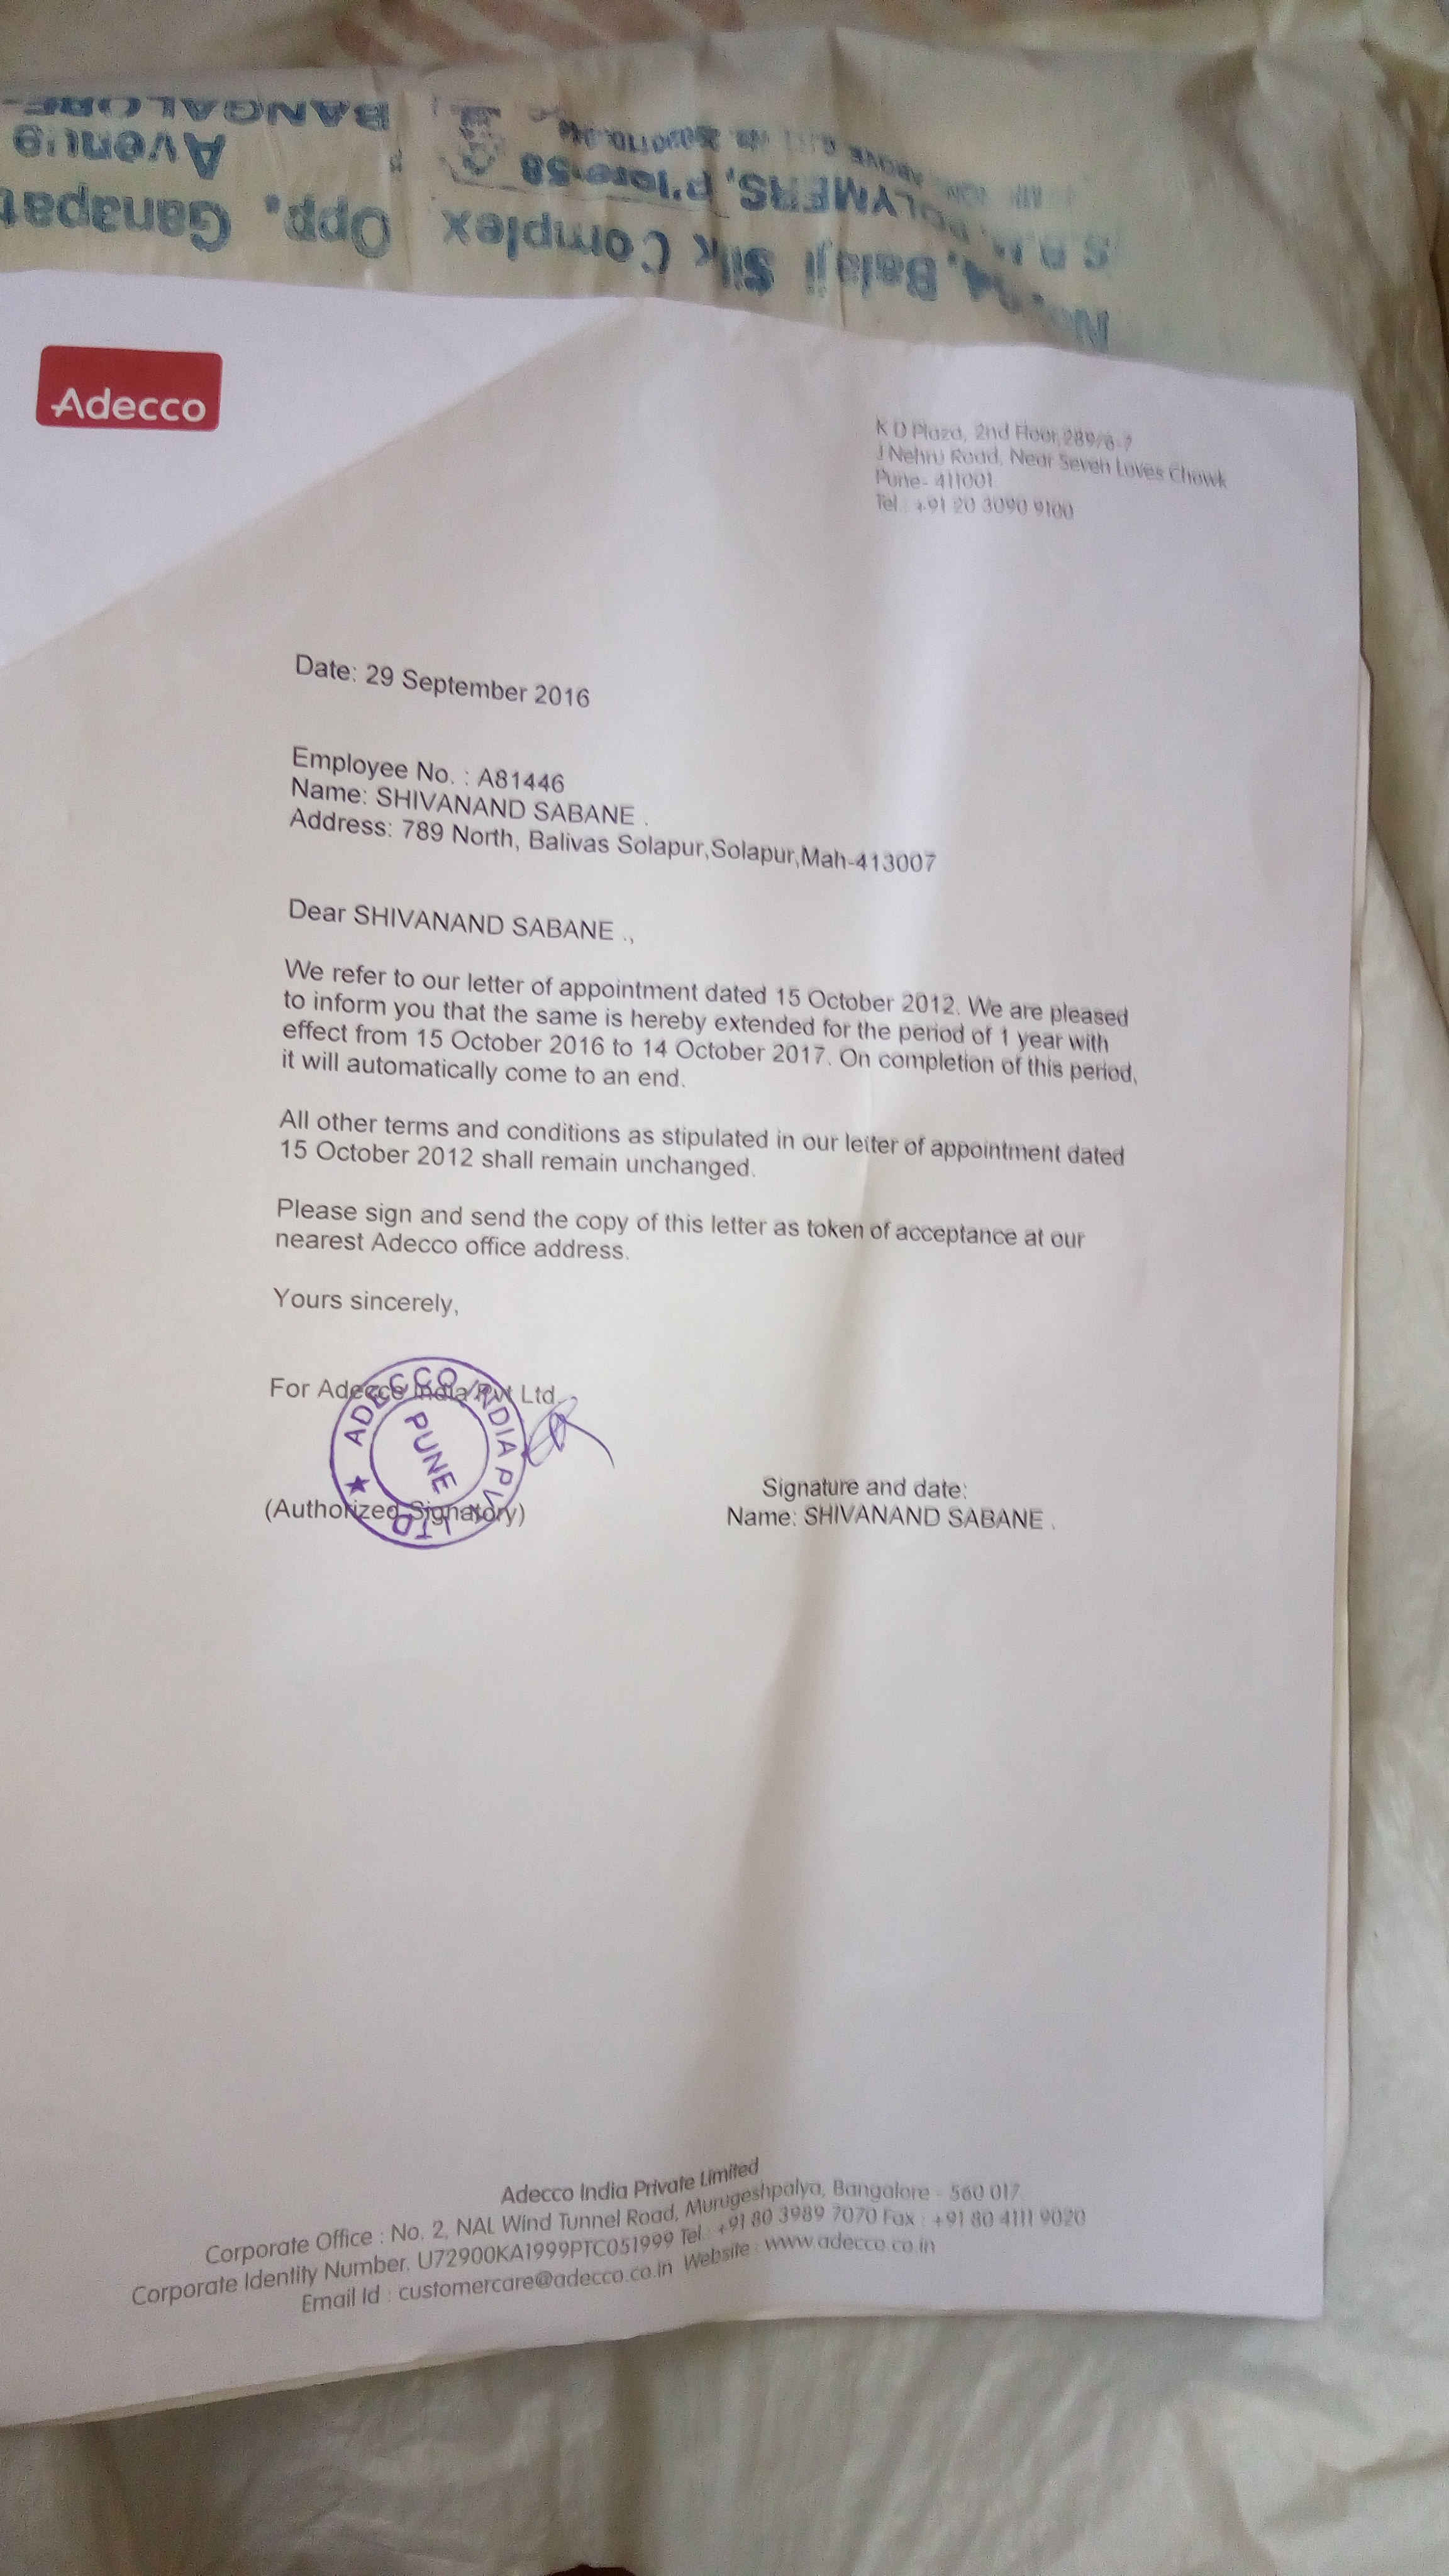 BANGALORE-
Avenue
No. 94, Balaji Silk Complex Opp. Ganapat
POLYMERS, B'lore-58
Adecco
K D Plaza, 2nd Floor, 289/6-7
J Nehru Road, Near Seven Loves Chowk
Pune- 411001.
Tel.: +91 20 3090 9100
Date: 29 September 2016
Employee No. : A81446
Name: SHIVANAND SABANE .
Address: 789 North, Balivas Solapur,Solapur,Mah-413007
Dear SHIVANAND SABANE .,
We refer to our letter of appointment dated 15 October 2012. We are pleased
to inform you that the same is hereby extended for the period of 1 year with
effect from 15 October 2016 to 14 October 2017. On completion of this period,
it will automatically come to an end.
All other terms and conditions as stipulated in our letter of appointment dated
15 October 2012 shall remain unchanged.
Please sign and send the copy of this letter as token of acceptance at our
nearest Adecco office address.
Yours sincerely,
For Adecco India Pvt Ltd.
ADECCO INDIA PVT LTD
PUNE
(Authorized Signatory)
Signature and date:
Name: SHIVANAND SABANE .
Adecco India Private Limited
Corporate Office : No. 2, NAL Wind Tunnel Road, Murugeshpalya, Bangalore - 560 017.
Corporate Identity Number. U72900KA1999PTC051999 Tel.: +91 80 3989 7070 Fax : +91 80 4111 9020
Email Id : customercare@adecco.co.in Website : www.adecco.co.in